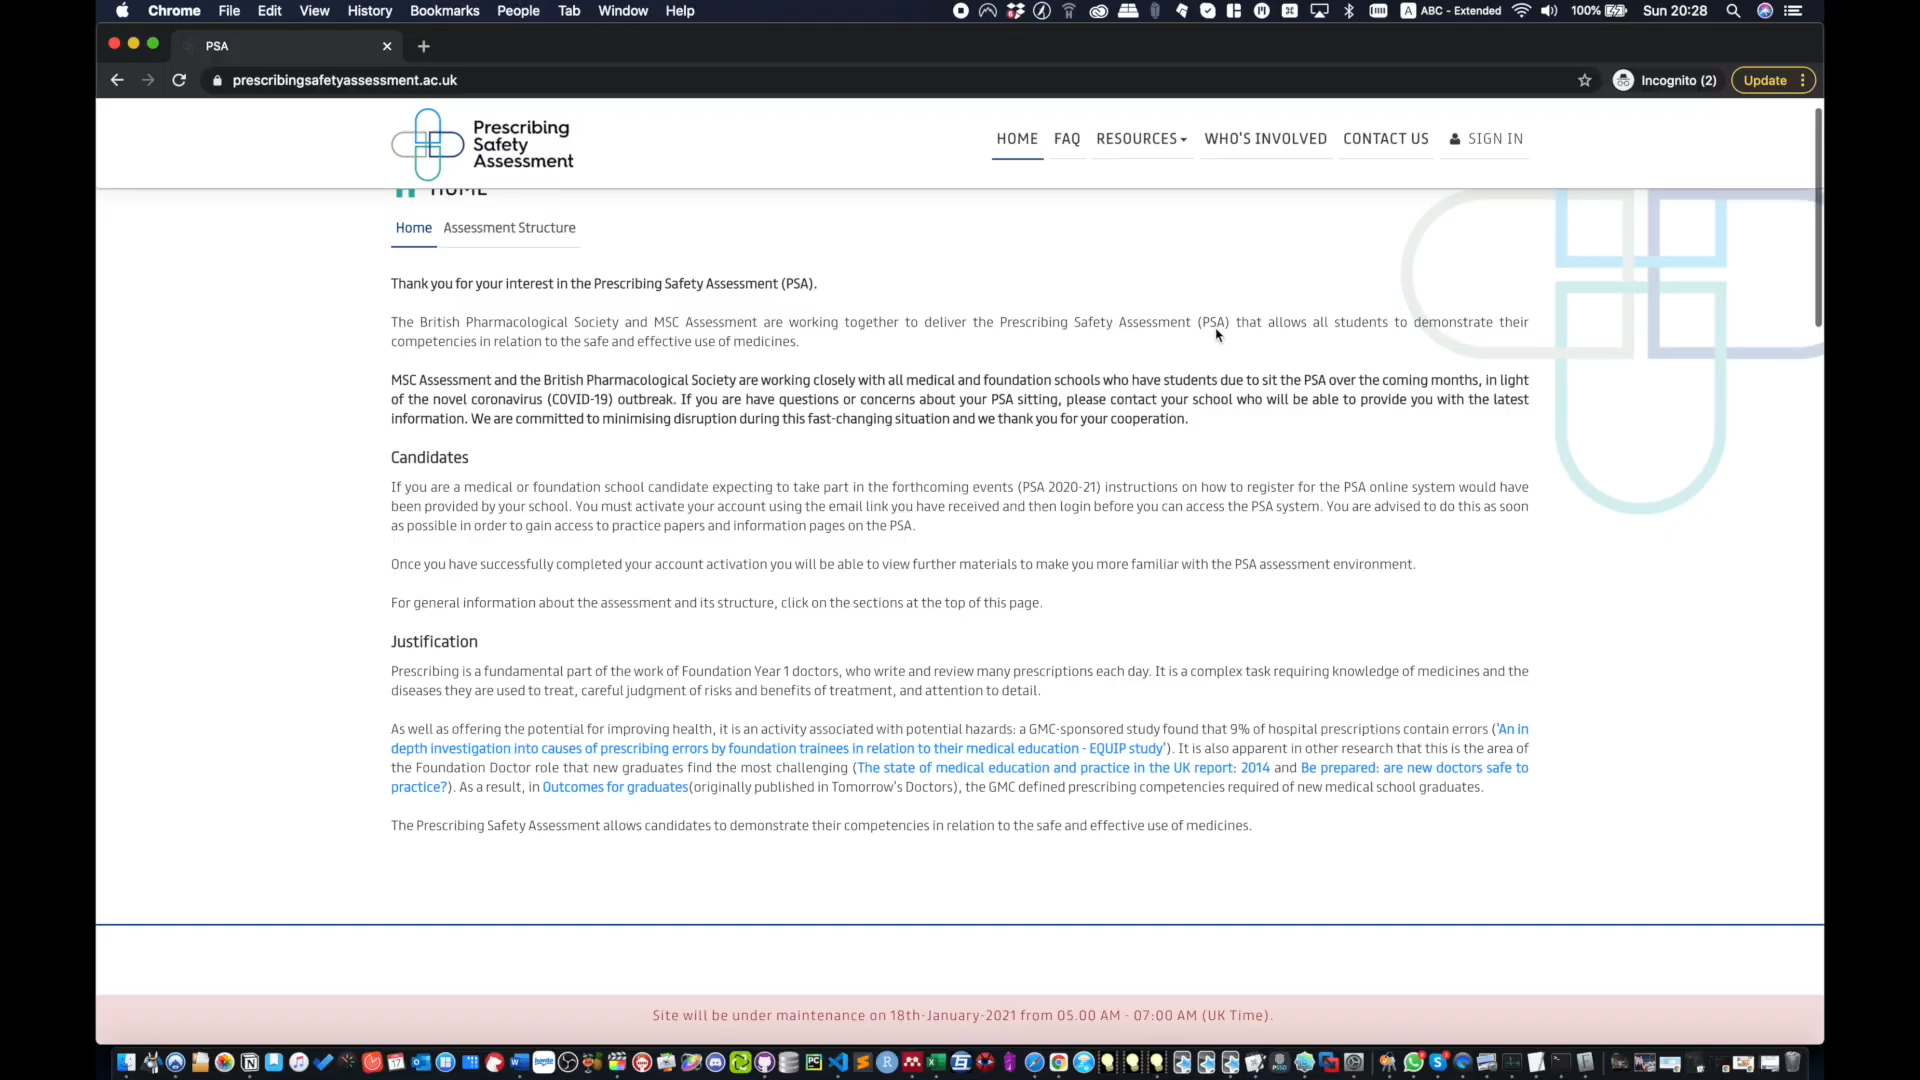 Chrome File Edit View History Bookmarks People Tab Window Help ABC - Extended 100% Sun 20:28
PSA
prescribingsafetyassessment.ac.uk Incognito (2) Update
Prescribing
Safety
Assessment
HOME FAQ RESOURCES WHO'S INVOLVED CONTACT US SIGN IN
HOME
Home Assessment Structure
Thank you for your interest in the Prescribing Safety Assessment (PSA).
The British Pharmacological Society and MSC Assessment are working together to deliver the Prescribing Safety Assessment (PSA) that allows all students to demonstrate their
competencies in relation to the safe and effective use of medicines.
MSC Assessment and the British Pharmacological Society are working closely with all medical and foundation schools who have students due to sit the PSA over the coming months, in light
of the novel coronavirus (COVID-19) outbreak. If you are have questions or concerns about your PSA sitting, please contact your school who will be able to provide you with the latest
information. We are committed to minimising disruption during this fast-changing situation and we thank you for your cooperation.
Candidates
If you are a medical or foundation school candidate expecting to take part in the forthcoming events (PSA 2020-21) instructions on how to register for the PSA online system would have
been provided by your school. You must activate your account using the email link you have received and then login before you can access the PSA system. You are advised to do this as soon
as possible in order to gain access to practice papers and information pages on the PSA.
Once you have successfully completed your account activation you will be able to view further materials to make you more familiar with the PSA assessment environment.
For general information about the assessment and its structure, click on the sections at the top of this page.
Justification
Prescribing is a fundamental part of the work of Foundation Year 1 doctors, who write and review many prescriptions each day. It is a complex task requiring knowledge of medicines and the
diseases they are used to treat, careful judgment of risks and benefits of treatment, and attention to detail.
As well as offering the potential for improving health, it is an activity associated with potential hazards: a GMC-sponsored study found that 9% of hospital prescriptions contain errors ('An in
depth investigation into causes of prescribing errors by foundation trainees in relation to their medical education - EQUIP study'). It is also apparent in other research that this is the area of
the Foundation Doctor role that new graduates find the most challenging (The state of medical education and practice in the UK report: 2014 and Be prepared: are new doctors safe to
practice?). As a result, in Outcomes for graduates(originally published in Tomorrow's Doctors), the GMC defined prescribing competencies required of new medical school graduates.
The Prescribing Safety Assessment allows candidates to demonstrate their competencies in relation to the safe and effective use of medicines.
Site will be under maintenance on 18th-January-2021 from 05.00 AM - 07:00 AM (UK Time).